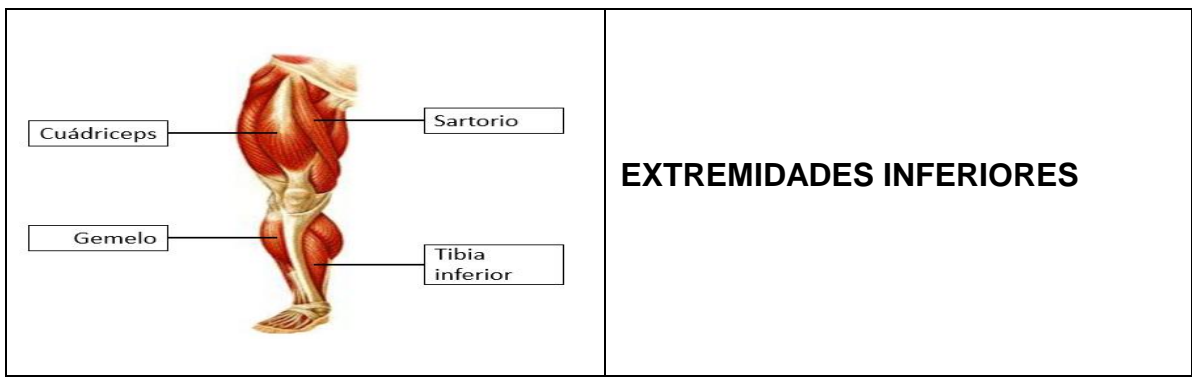 Cuádriceps
Sartorio
Gemelo
Tibia
inferior
EXTREMIDADES INFERIORES